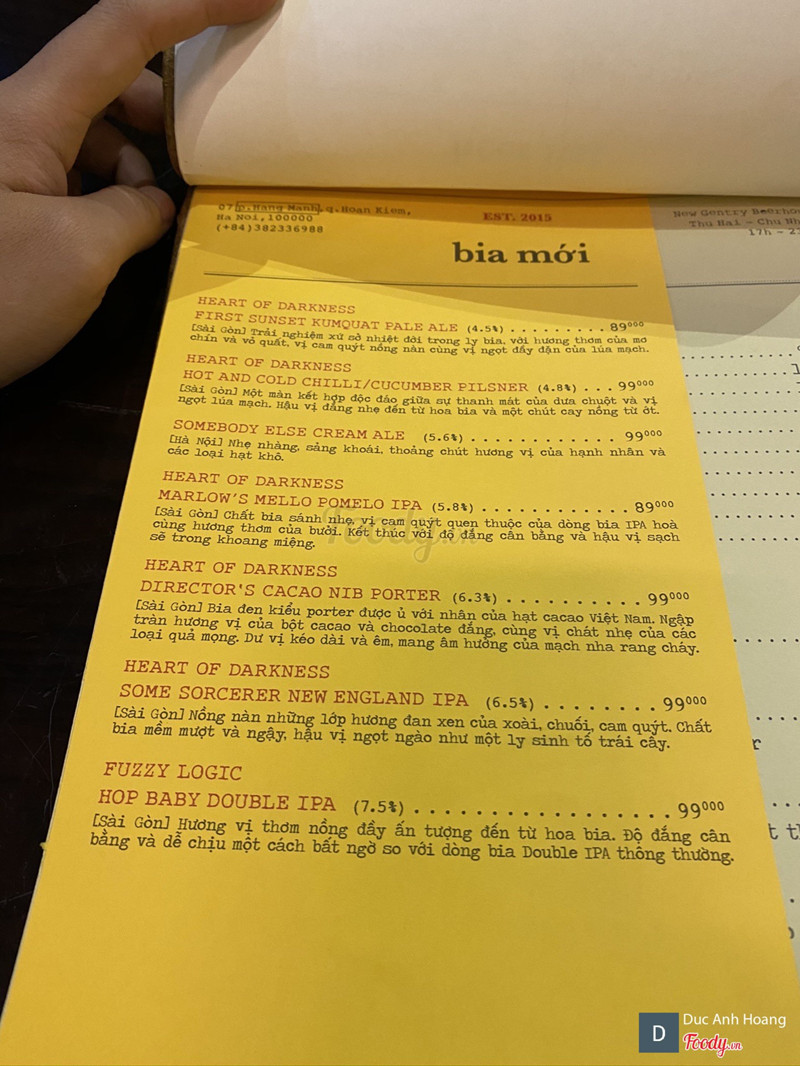 07 p.Hang Manh, q.Hoan Kiem,
Ha Noi, 100000
(+84)382336988
EST. 2015
New Gentry Beerhou
Thu Hai - Chu Nh
17h - 2
bia mới
HEART OF DARKNESS
FIRST SUNSET KUMQUAT PALE ALE (4.5%) . . . . . . . . . 89000
[Sài Gòn] Trải nghiệm xứ sở nhiệt đới trong ly bia, với hương thơm của mơ
chín và vỏ quất, vị cam quýt nồng nàn cùng vị ngọt đầy đặn của lúa mạch.
HEART OF DARKNESS
HOT AND COLD CHILLI/CUCUMBER PILSNER (4.8%) . . . 99000
[Sài Gòn] Một màn kết hợp độc đáo giữa sự thanh mát của dưa chuột và vị
ngọt lúa mạch. Hậu vị đắng nhẹ đến từ hoa bia và một chút cay nồng từ ớt.
SOMEBODY ELSE CREAM ALE (5.6%) . . . . . . . . . . . . 99000
[Hà Nội] Nhẹ nhàng, sảng khoái, thoảng chút hương vị của hạnh nhân và
các loại hạt khô.
HEART OF DARKNESS
MARLOW'S MELLO POMELO IPA (5.8%) . . . . . . . . . . . . 89000
[Sài Gòn] Chất bia sánh nhẹ, vị cam quýt quen thuộc của dòng bia IPA hoà
cùng hương thơm của bưởi. Kết thúc với độ đắng cân bằng và hậu vị sạch
sẽ trong khoang miệng.
HEART OF DARKNESS
DIRECTOR'S CACAO NIB PORTER (6.3%) . . . . . . . . . . 99000
[Sài Gòn] Bia đen kiểu porter được ủ với nhân của hạt cacao Việt Nam. Ngập
tràn hương vị của bột cacao và chocolate đắng, cùng vị chát nhẹ của các
loại quả mọng. Dư vị kéo dài và êm, mang âm hưởng của mạch nha rang cháy.
HEART OF DARKNESS
SOME SORCERER NEW ENGLAND IPA (6.5%) . . . . . . . . 99000
[Sài Gòn] Nồng nàn những lớp hương đan xen của xoài, chuối, cam quýt. Chất
bia mềm mượt và ngậy, hậu vị ngọt ngào như một ly sinh tố trái cây.
FUZZY LOGIC
HOP BABY DOUBLE IPA (7.5%) . . . . . . . . . . . . . . . . . 99000
[Sài Gòn] Hương vị thơm nồng đầy ấn tượng đến từ hoa bia. Độ đắng cân
bằng và dễ chịu một cách bất ngờ so với dòng bia Double IPA thông thường.
Foody.vn
D Duc Anh Hoang
Foody.vn